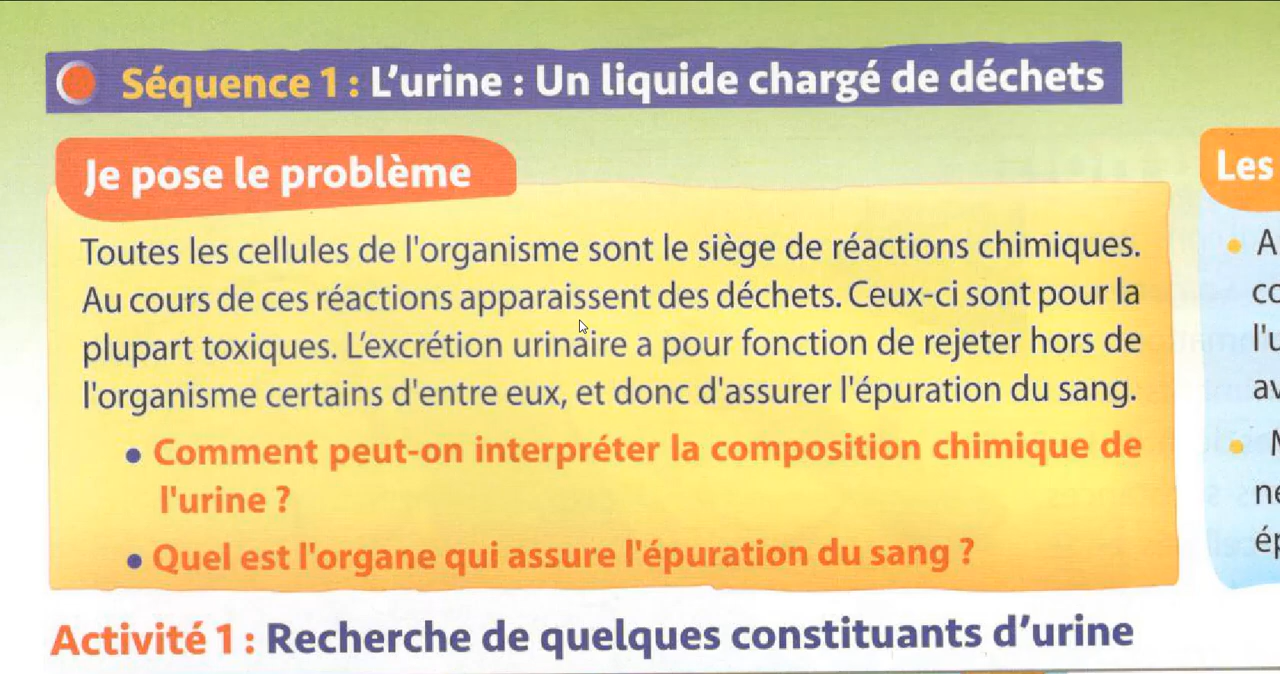 Séquence 1 : L'urine : Un liquide chargé de déchets
Je pose le problème
Toutes les cellules de l'organisme sont le siège de réactions chimiques.
Au cours de ces réactions apparaissent des déchets. Ceux-ci sont pour la
plupart toxiques. L'excrétion urinaire a pour fonction de rejeter hors de
l'organisme certains d'entre eux, et donc d'assurer l'épuration du sang.
• Comment peut-on interpréter la composition chimique de
l'urine ?
• Quel est l'organe qui assure l'épuration du sang ?
Les
Activité 1 : Recherche de quelques constituants d'urine